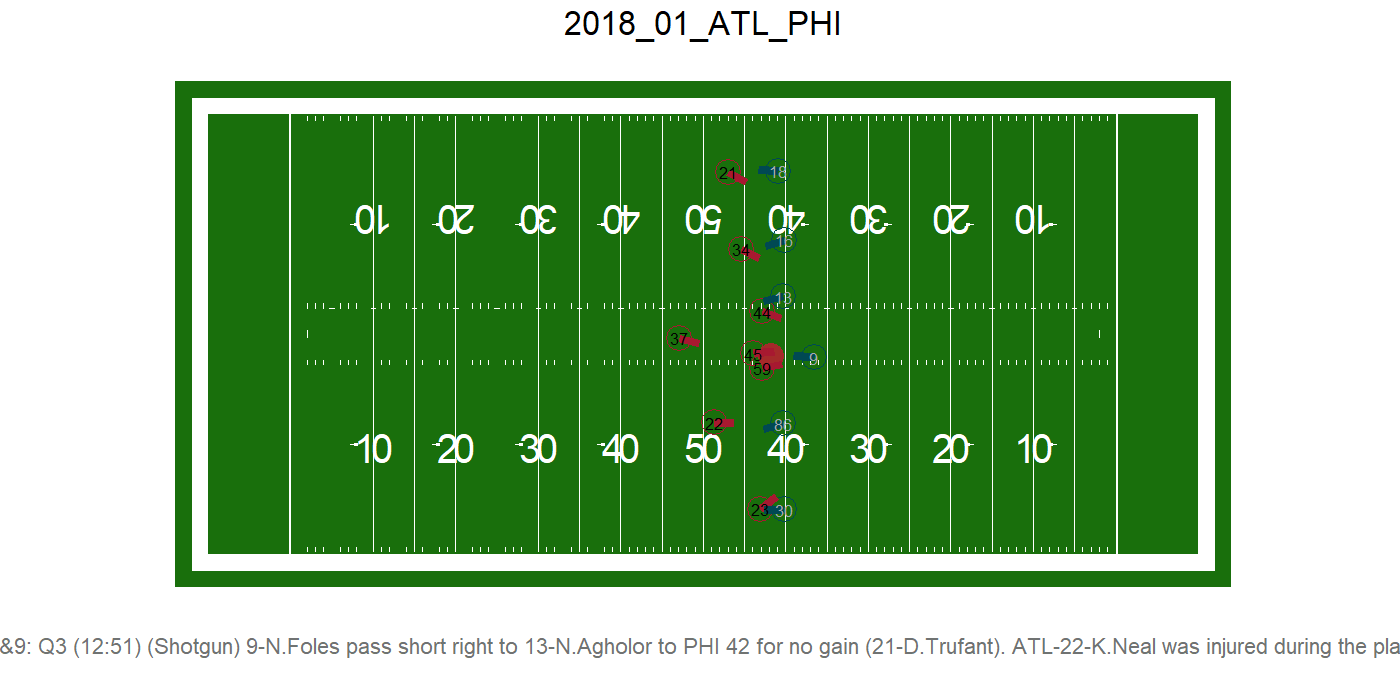 2018_01_ATL_PHI
21 18
10 20 30 40 50 40 30 20 10
34 16
13
44
37
45 9
59
22 86
10 20 30 40 50 40 30 20 10
23 30
&9: Q3 (12:51) (Shotgun) 9-N.Foles pass short right to 13-N.Agholor to PHI 42 for no gain (21-D.Trufant). ATL-22-K.Neal was injured during the pla